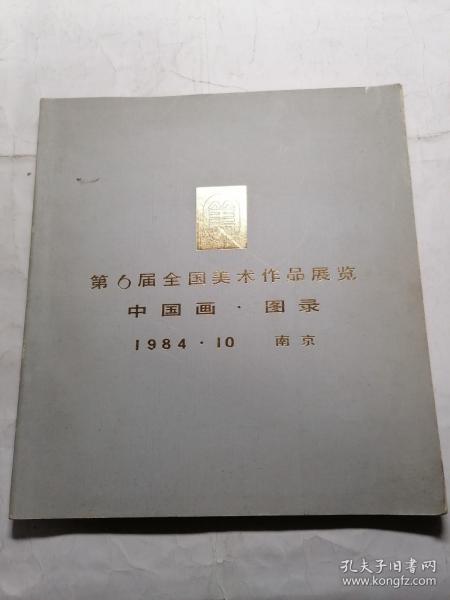 第6届全国美术作品展览
中国画·图录
1984·10 南京
孔夫子旧书网
www.kongfz.com